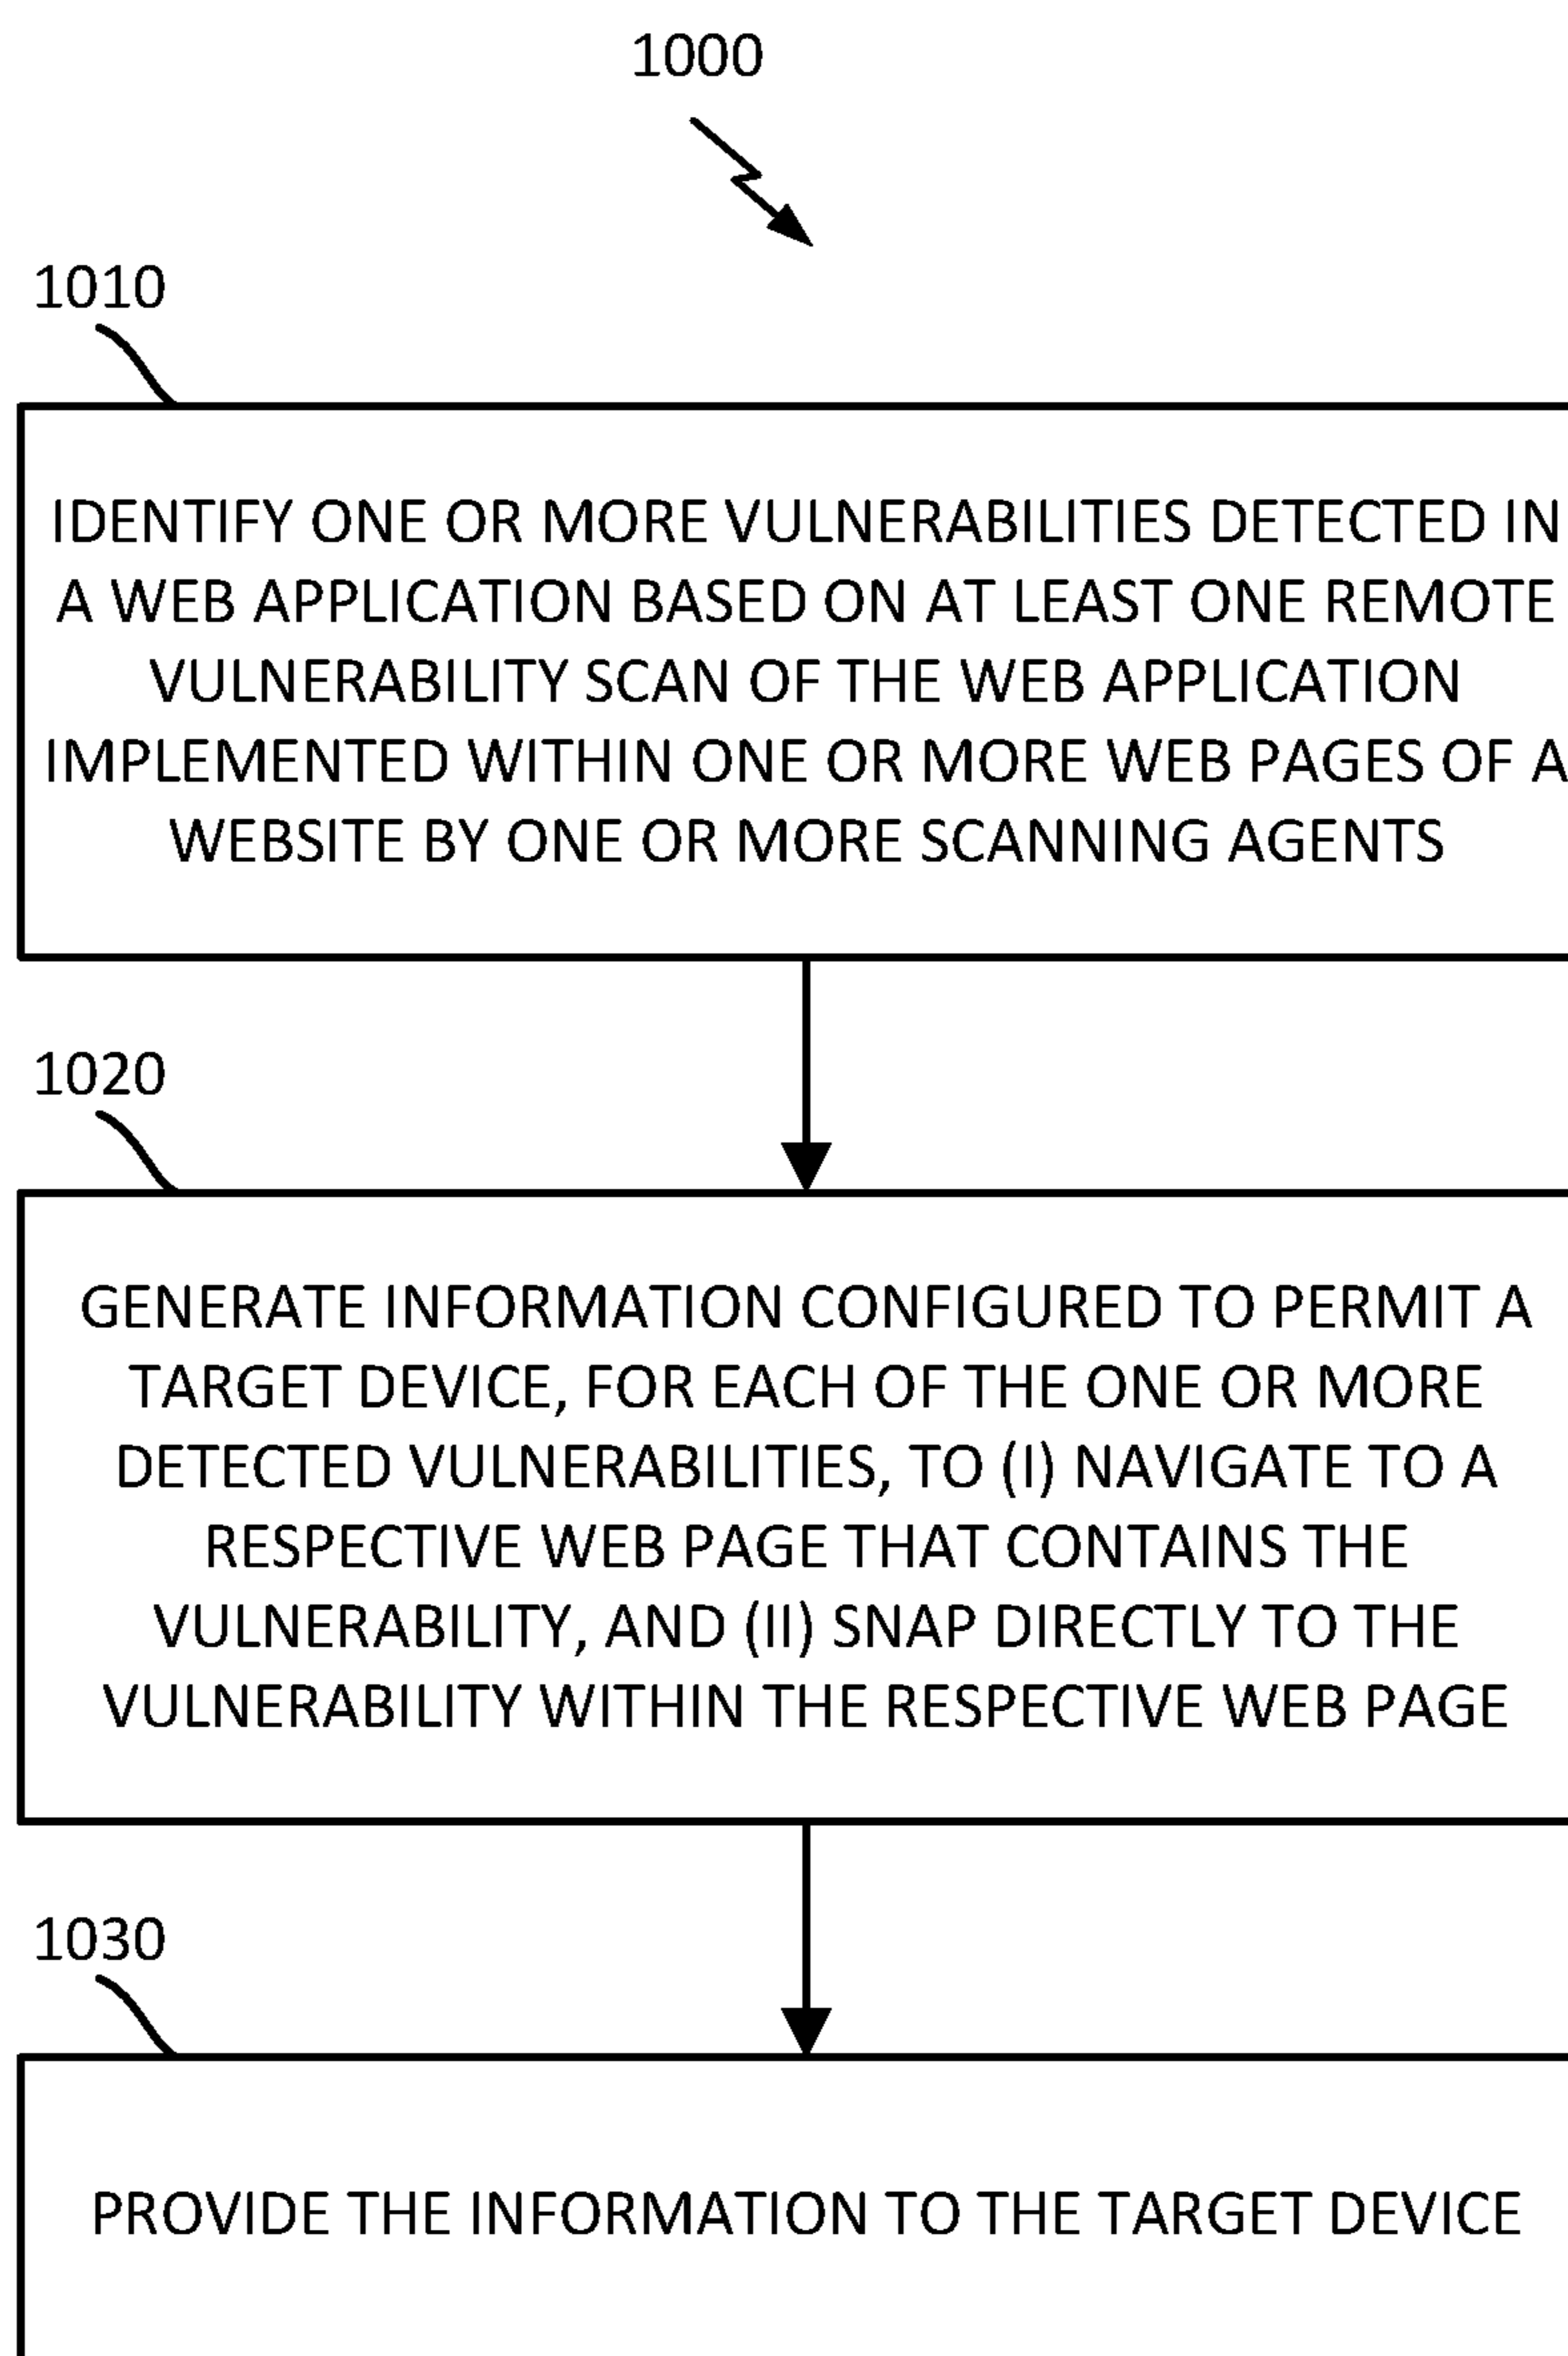 1000
1010
IDENTIFY ONE OR MORE VULNERABILITIES DETECTED IN
A WEB APPLICATION BASED ON AT LEAST ONE REMOTE
VULNERABILITY SCAN OF THE WEB APPLICATION
IMPLEMENTED WITHIN ONE OR MORE WEB PAGES OF A
WEBSITE BY ONE OR MORE SCANNING AGENTS
1020
GENERATE INFORMATION CONFIGURED TO PERMIT A
TARGET DEVICE, FOR EACH OF THE ONE OR MORE
DETECTED VULNERABILITIES, TO (I) NAVIGATE TO A
RESPECTIVE WEB PAGE THAT CONTAINS THE
VULNERABILITY, AND (II) SNAP DIRECTLY TO THE
VULNERABILITY WITHIN THE RESPECTIVE WEB PAGE
1030
PROVIDE THE INFORMATION TO THE TARGET DEVICE